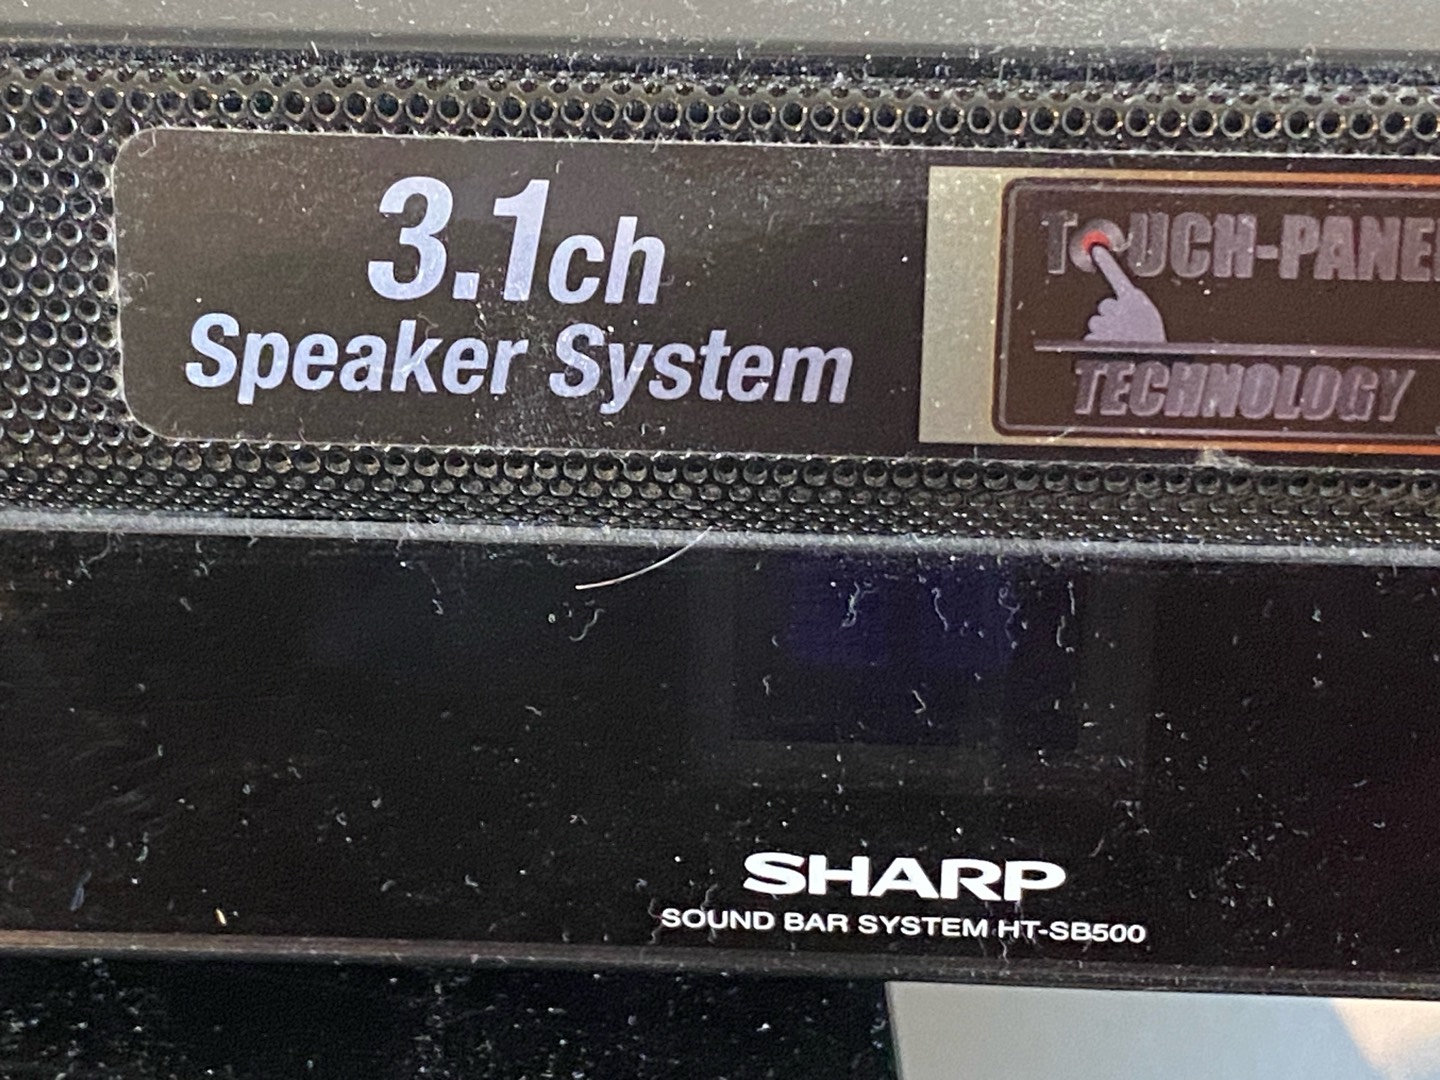 3.1ch
Speaker System
TOUCH-PANEL
TECHNOLOGY
SHARP
SOUND BAR SYSTEM HT-SB500